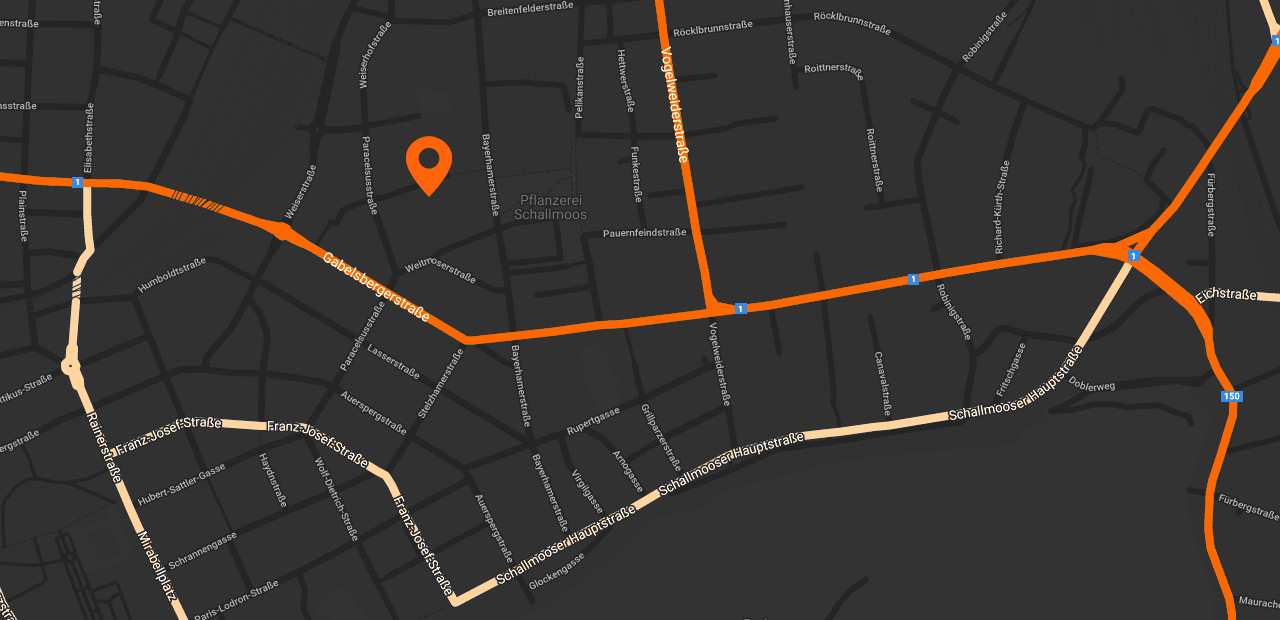 Breitenfelderstraße
Röcklbrunnstraße
Röcklbrunnstraße
Robinigstraße
Weiserhofstraße
Pelikanstraße
Hettwerstraße
Vogelweiderstraße
Roittnerstraße
1
Elisabethstraße
Paracelsusstraße
Bayerhamerstraße
Funkestraße
Roittnerstraße
Richard-Kürth-Straße
Fürbergstraße
1
Plainstraße
Weiserstraße
Pflanzerei
Schallmoos
Pauernfeindstraße
Humboldtstraße
Gabelsbergerstraße
Weitmoserstraße
1
1
1
Robinigstraße
Eichstraße
Paracelsusstraße
Lasserstraße
Stelzhamerstraße
Bayerhamerstraße
Vogelweiderstraße
Canavalstraße
Fritschgasse
Doblerweg
150
Auerspergstraße
Rupertgasse
Grillparzerstraße
Schallmooser Hauptstraße
Schallmooser Hauptstraße
Rainerstraße
Franz-Josef-Straße
Franz-Josef-Straße
Hubert-Sattler-Gasse
Haydnstraße
Wolf-Dietrich-Straße
Franz-Josef-Straße
Auerspergstraße
Bayerhamerstraße
Virgilgasse
Arnogasse
Schallmooser Hauptstraße
Glockengasse
Fürbergstraße
Mirabellplatz
Schrannengasse
Paris-Lodron-Straße